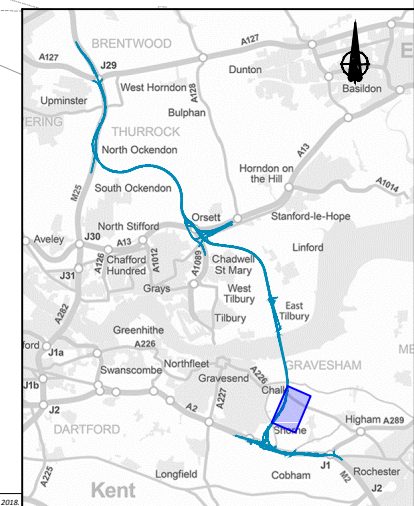 BRENTWOOD
A127
A127
J29
Dunton
Basildon
E
West Horndon
Upminster
A128
ERING
Bulphan
THURROCK
A13
North Ockendon
Horndon on
the Hill
M25
South Ockendon
A1014
Orsett
Stanford-le-Hope
North Stifford
Aveley
J30
A13
Linford
Chafford
Hundred
A126
A1012
A1089
Chadwell
St Mary
J31
Grays
West
Tilbury
East
Tilbury
A282
Tilbury
Greenhithe
ford
A226
J1a
Northfleet
GRAVESHAM
ME
Swanscombe
Gravesend
A226
Chalk
J1b
A227
J2
A2
Higham
A289
DARTFORD
Shorne
J1
Rochester
A225
Longfield
Cobham
M2
J2
Kent
2018.